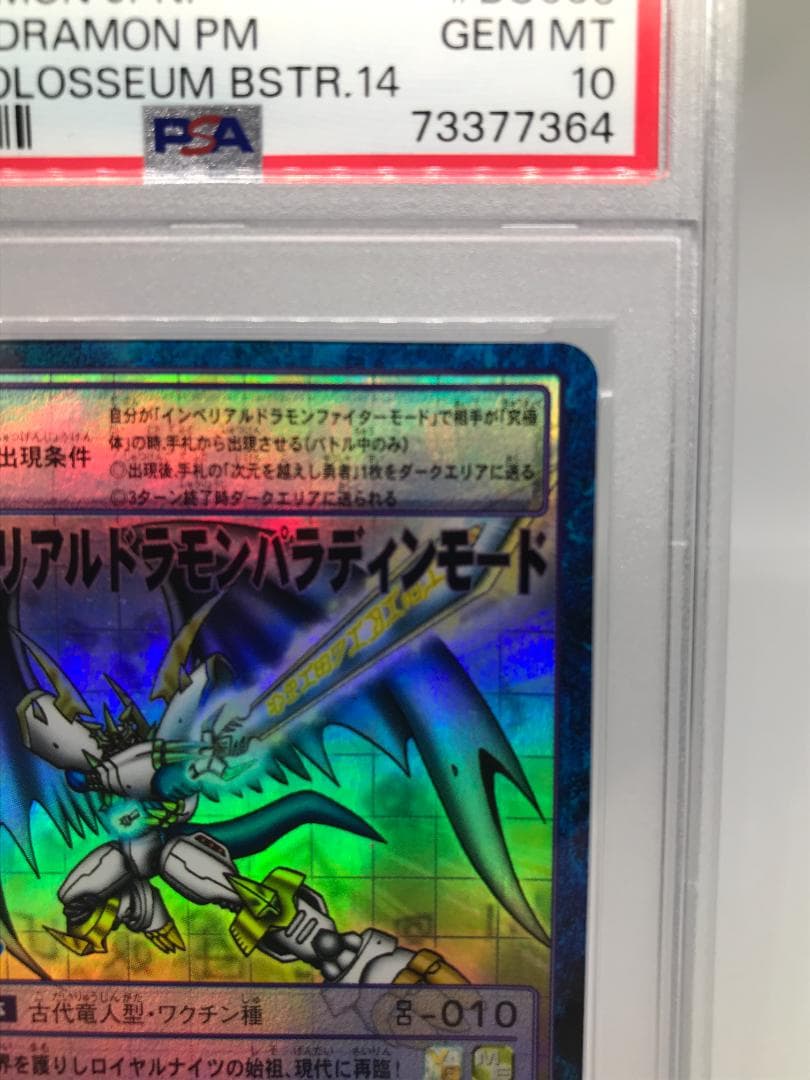 DRAMON PM GEM MT
OLOSSEUM BSTR.14 10
PSA 73377364
自分が「インペリアルドラモンファイターモード」で相手が「究極
体」の時、手札から出現させる(バトル中のみ)
出現条件
◎出現後、手札の「次元を越えし勇者」1枚をダークエリアに送る
◎3ターン終了時ダークエリアに送られる
リアルドラモンパラディンモード
古代竜人型・ワクチン種
-010
界を護りしロイヤルナイツの始祖、現代に再臨!